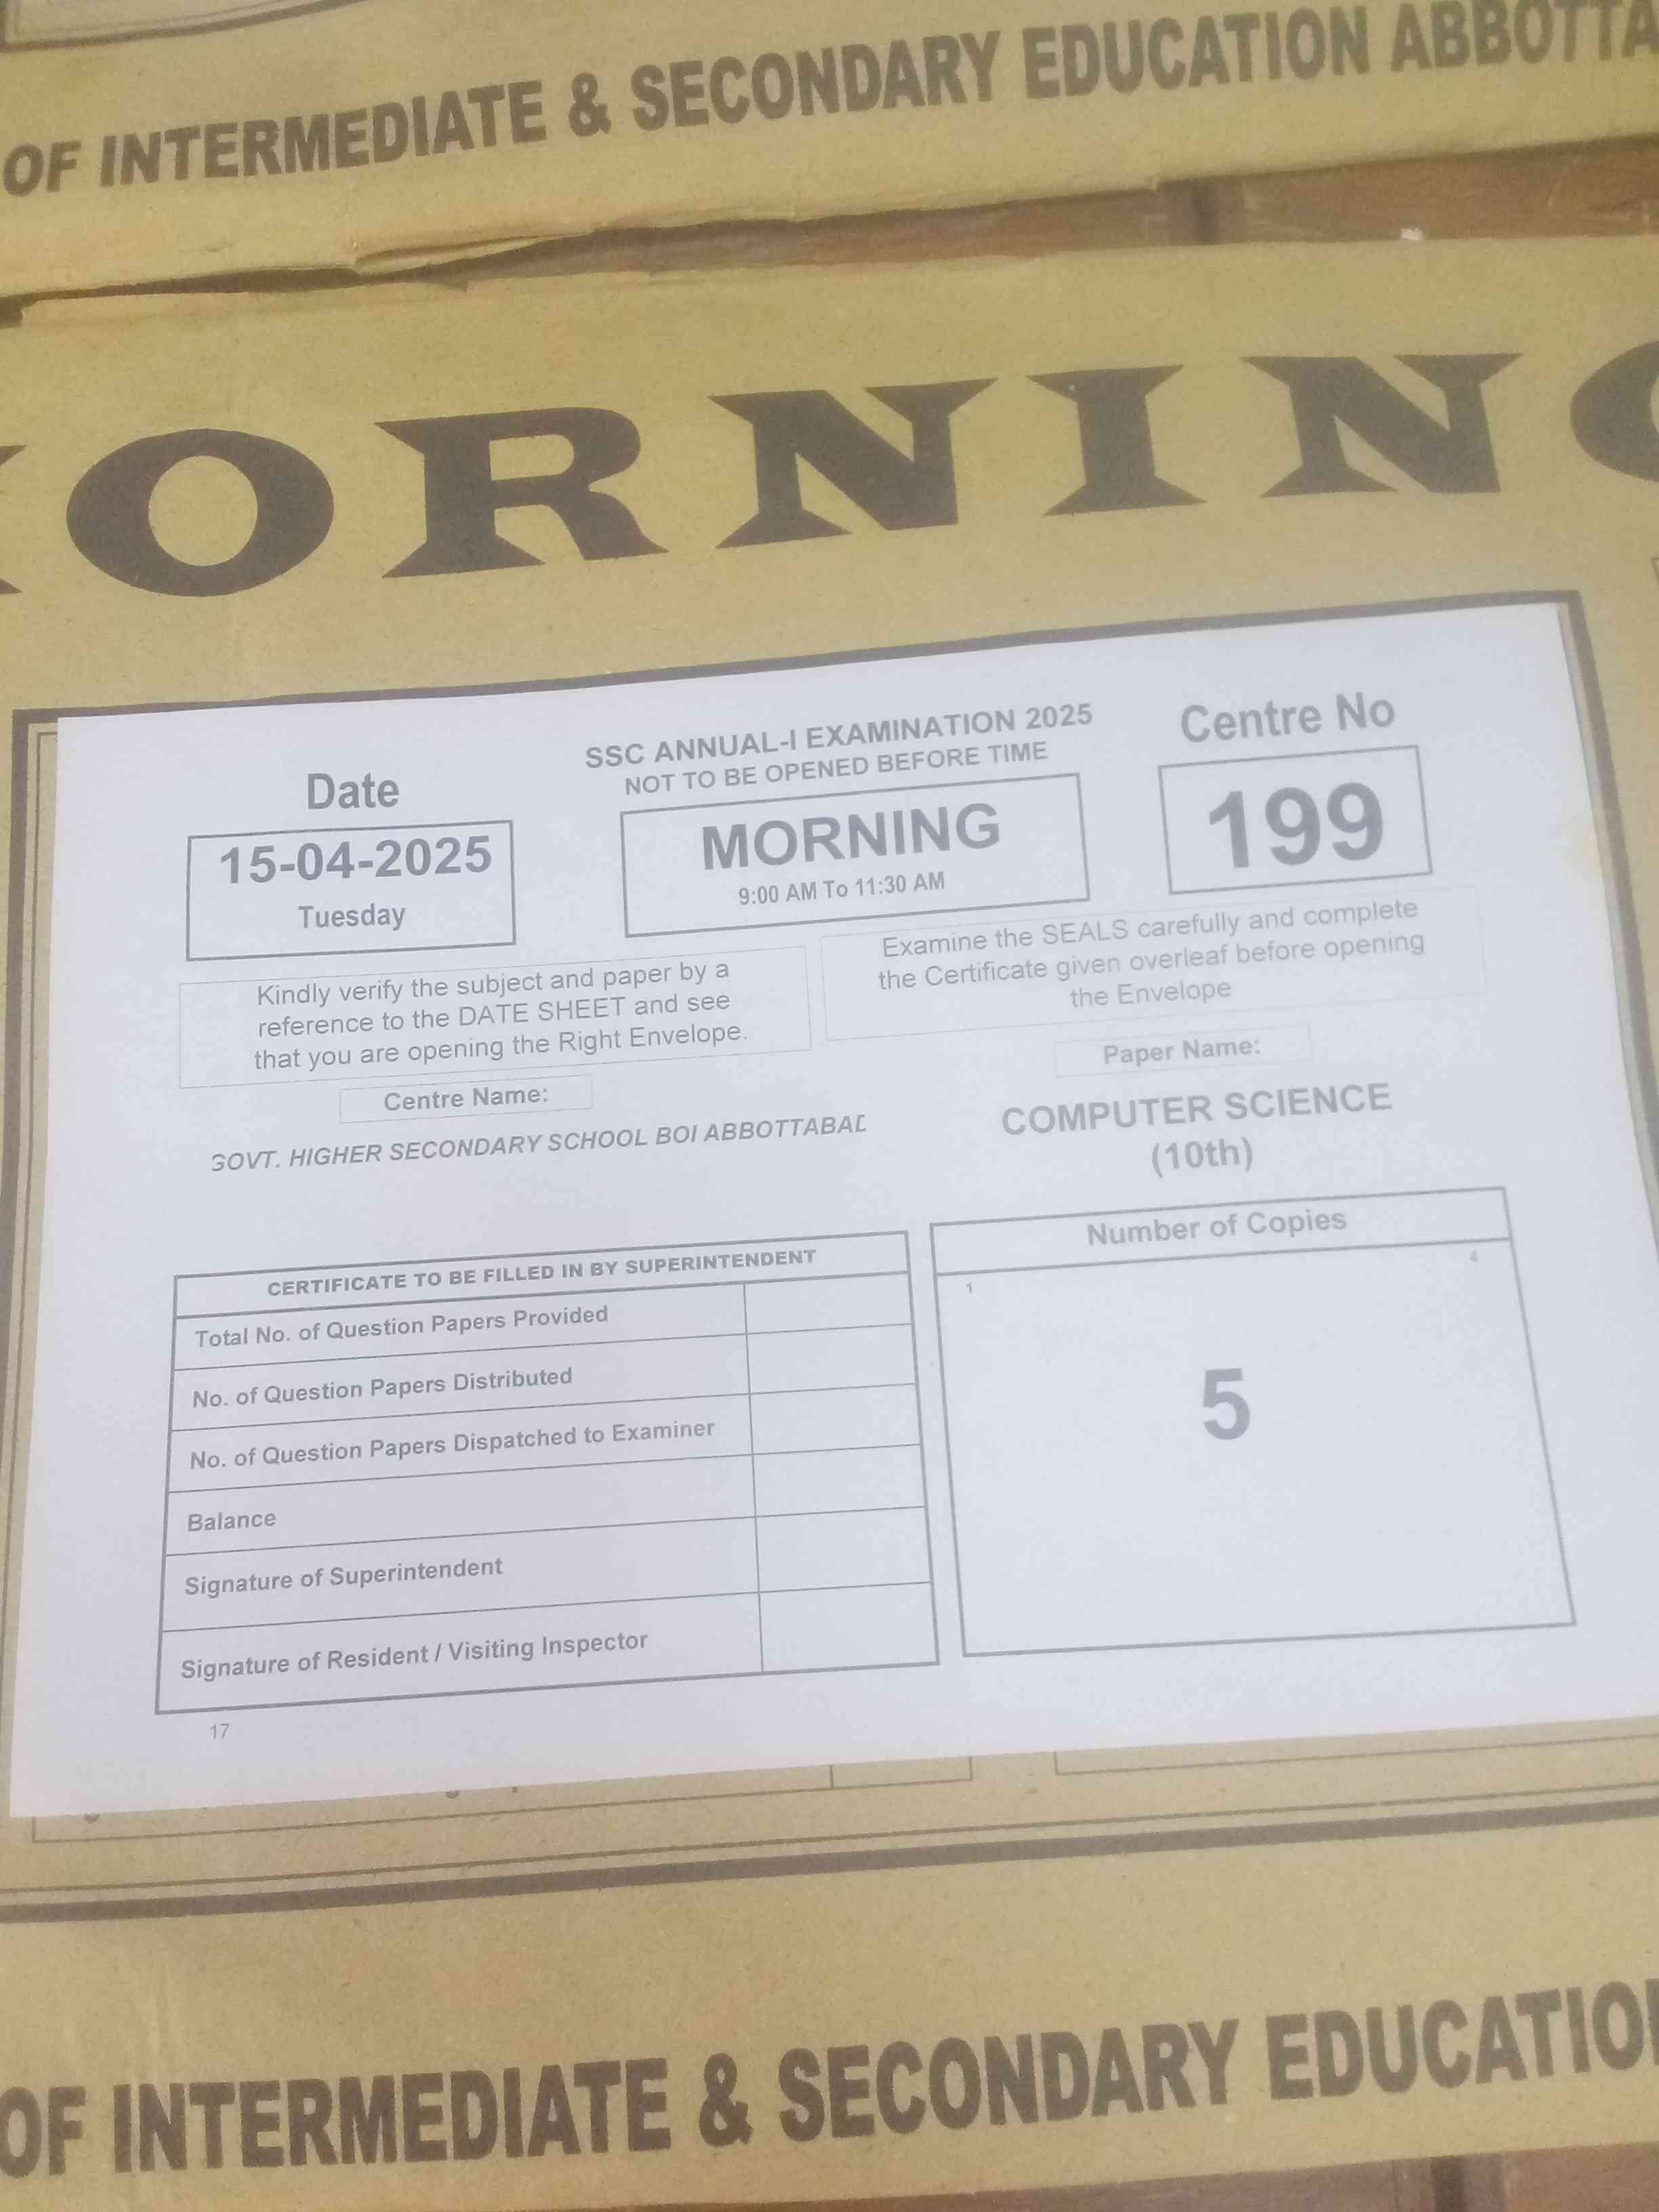 OF INTERMEDIATE & SECONDARY EDUCATION ABBOTTA
ORNING
SSC ANNUAL-I EXAMINATION 2025
NOT TO BE OPENED BEFORE TIME
Date
15-04-2025
Tuesday
MORNING
9:00 AM To 11:30 AM
Centre No
199
Kindly verify the subject and paper by a
reference to the DATE SHEET and see
that you are opening the Right Envelope.
Examine the SEALS carefully and complete
the Certificate given overleaf before opening
the Envelope
Centre Name:
GOVT. HIGHER SECONDARY SCHOOL BOI ABBOTTABAD
Paper Name:
COMPUTER SCIENCE
(10th)
CERTIFICATE TO BE FILLED IN BY SUPERINTENDENT
Total No. of Question Papers Provided
No. of Question Papers Distributed
No. of Question Papers Dispatched to Examiner
Balance
Signature of Superintendent
Signature of Resident / Visiting Inspector
Number of Copies
1
4
5
17
OF INTERMEDIATE & SECONDARY EDUCATIO